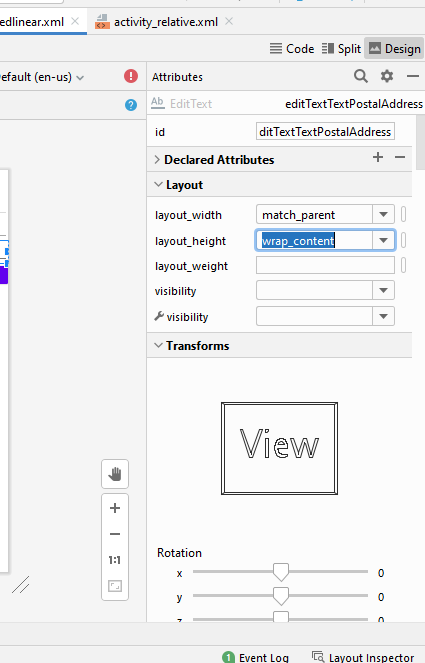 edlinear.xml × activity_relative.xml ×
Code Split Design
efault (en-us) Attributes
Ab EditText editTextTextPostalAddress
id ditTextTextPostalAddress
Declared Attributes
Layout
layout_width match_parent
layout_height wrap_content
layout_weight
visibility
visibility
Transforms
View
1:1
Rotation
x 0
y 0
z 0
1 Event Log Layout Inspector